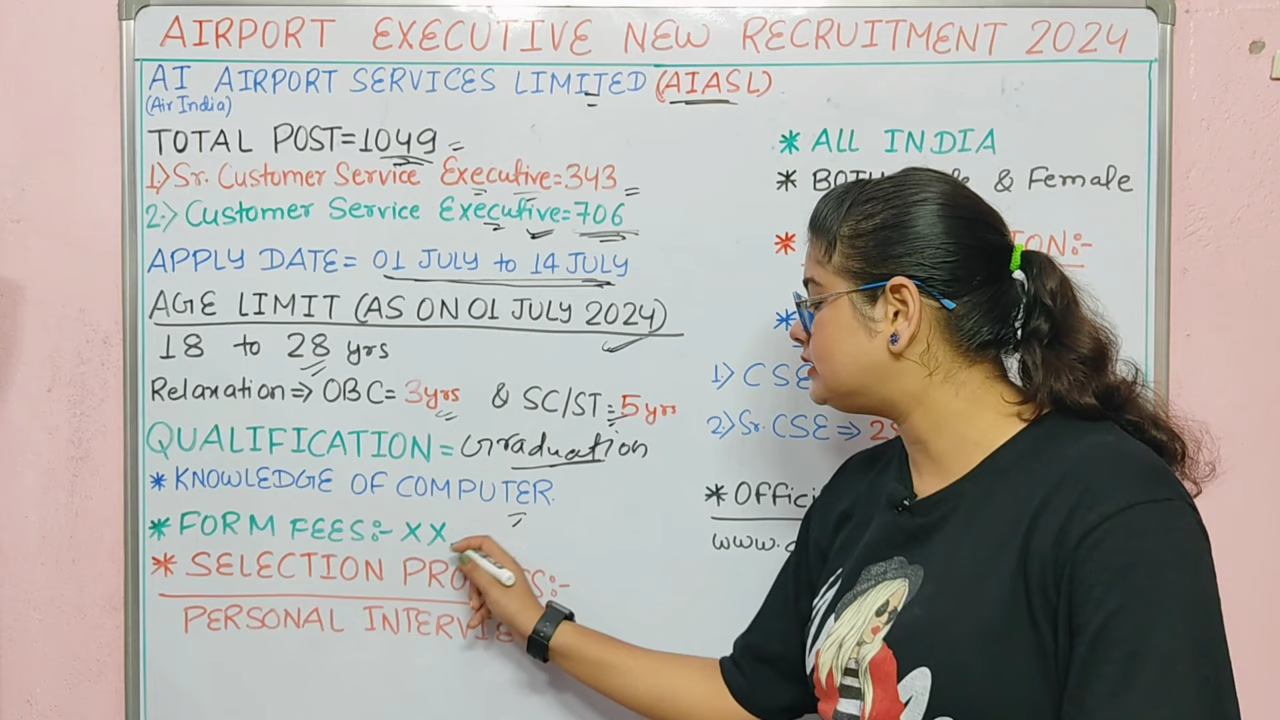 AIRPORT EXECUTIVE NEW RECRUITMENT 2024
AI AIRPORT SERVICES LIMITED (AIASL)
(Air India)
TOTAL POST=1049
1) Sr. Customer Service Executive=343
2.) Customer Service Executive=706
APPLY DATE= 01 JULY to 14 JULY
AGE LIMIT (AS ON 01 JULY 2024)
18 to 28 yrs
Relaxation⇒ OBC= 3yrs & SC/ST=5yrs
QUALIFICATION = Graduation
* KNOWLEDGE OF COMPUTER.
* FORM FEES:- XX
* SELECTION
PERSONAL
* ALL INDIA
* & Female
*
*
1.) CSE
2.) Sr. CSE ⇒
*
www.